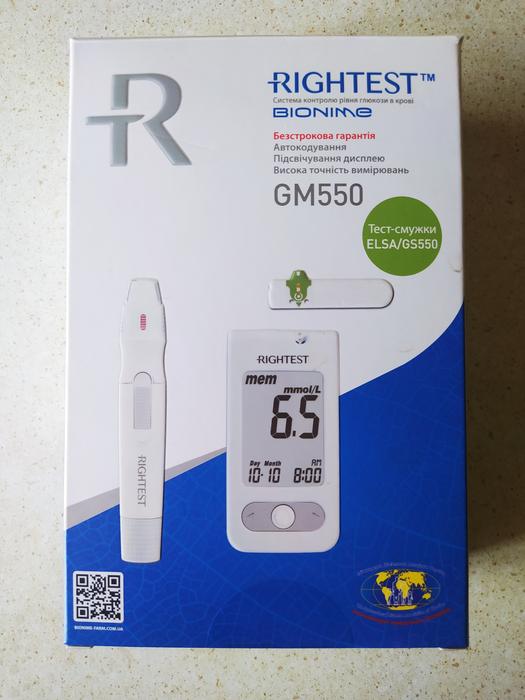 RIGHTEST™
Система контролю рівня глюкози в крові
BIONIME
Безстрокова гарантія
Автокодування
Підсвічування дисплею
Висока точність вимірювань
GM550
Тест-смужки
ELSA/GS550
RIGHTEST
mem
mmol/L
6.5
Day Month AM
10-10 8:00
RIGHTEST
BIONIME-FARM.COM.UA